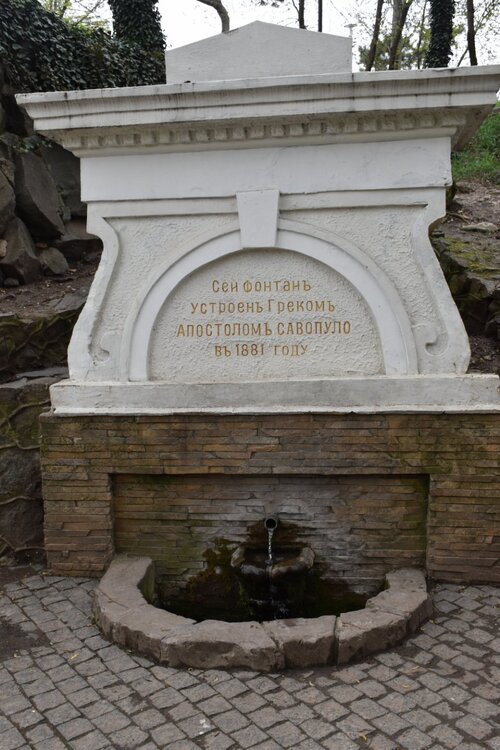 Сей Фонтанъ
устроенъ Грекомъ
АПОСТОЛОМЪ САВОПУЛО
въ 1881 году